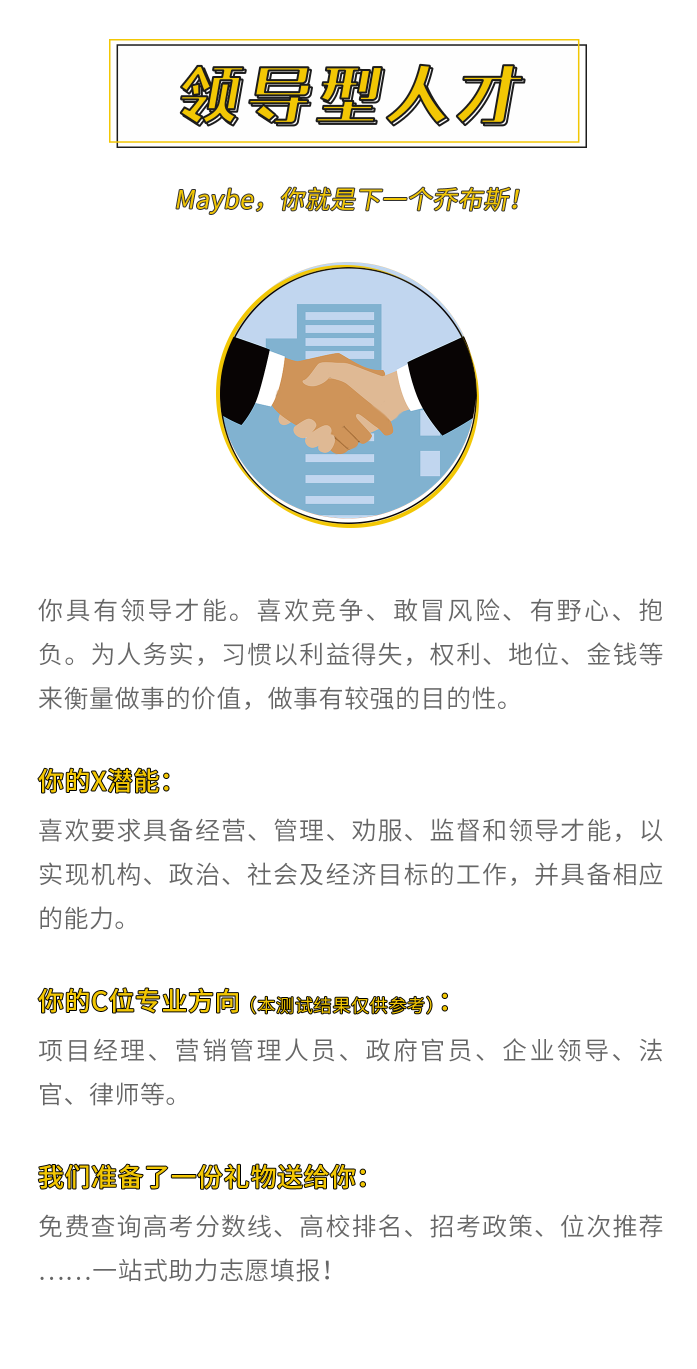 领导型人才
Maybe，你就是下一个乔布斯！
你具有领导才能。喜欢竞争、敢冒风险、有野心、抱
负。为人务实，习惯以利益得失，权利、地位、金钱等
来衡量做事的价值，做事有较强的目的性。
你的X潜能：
喜欢要求具备经营、管理、劝服、监督和领导才能，以
实现机构、政治、社会及经济目标的工作，并具备相应
的能力。
你的C位专业方向（本测试结果仅供参考）：
项目经理、营销管理人员、政府官员、企业领导、法
官、律师等。
我们准备了一份礼物送给你：
免费查询高考分数线、高校排名、招考政策、位次推荐
……一站式助力志愿填报！